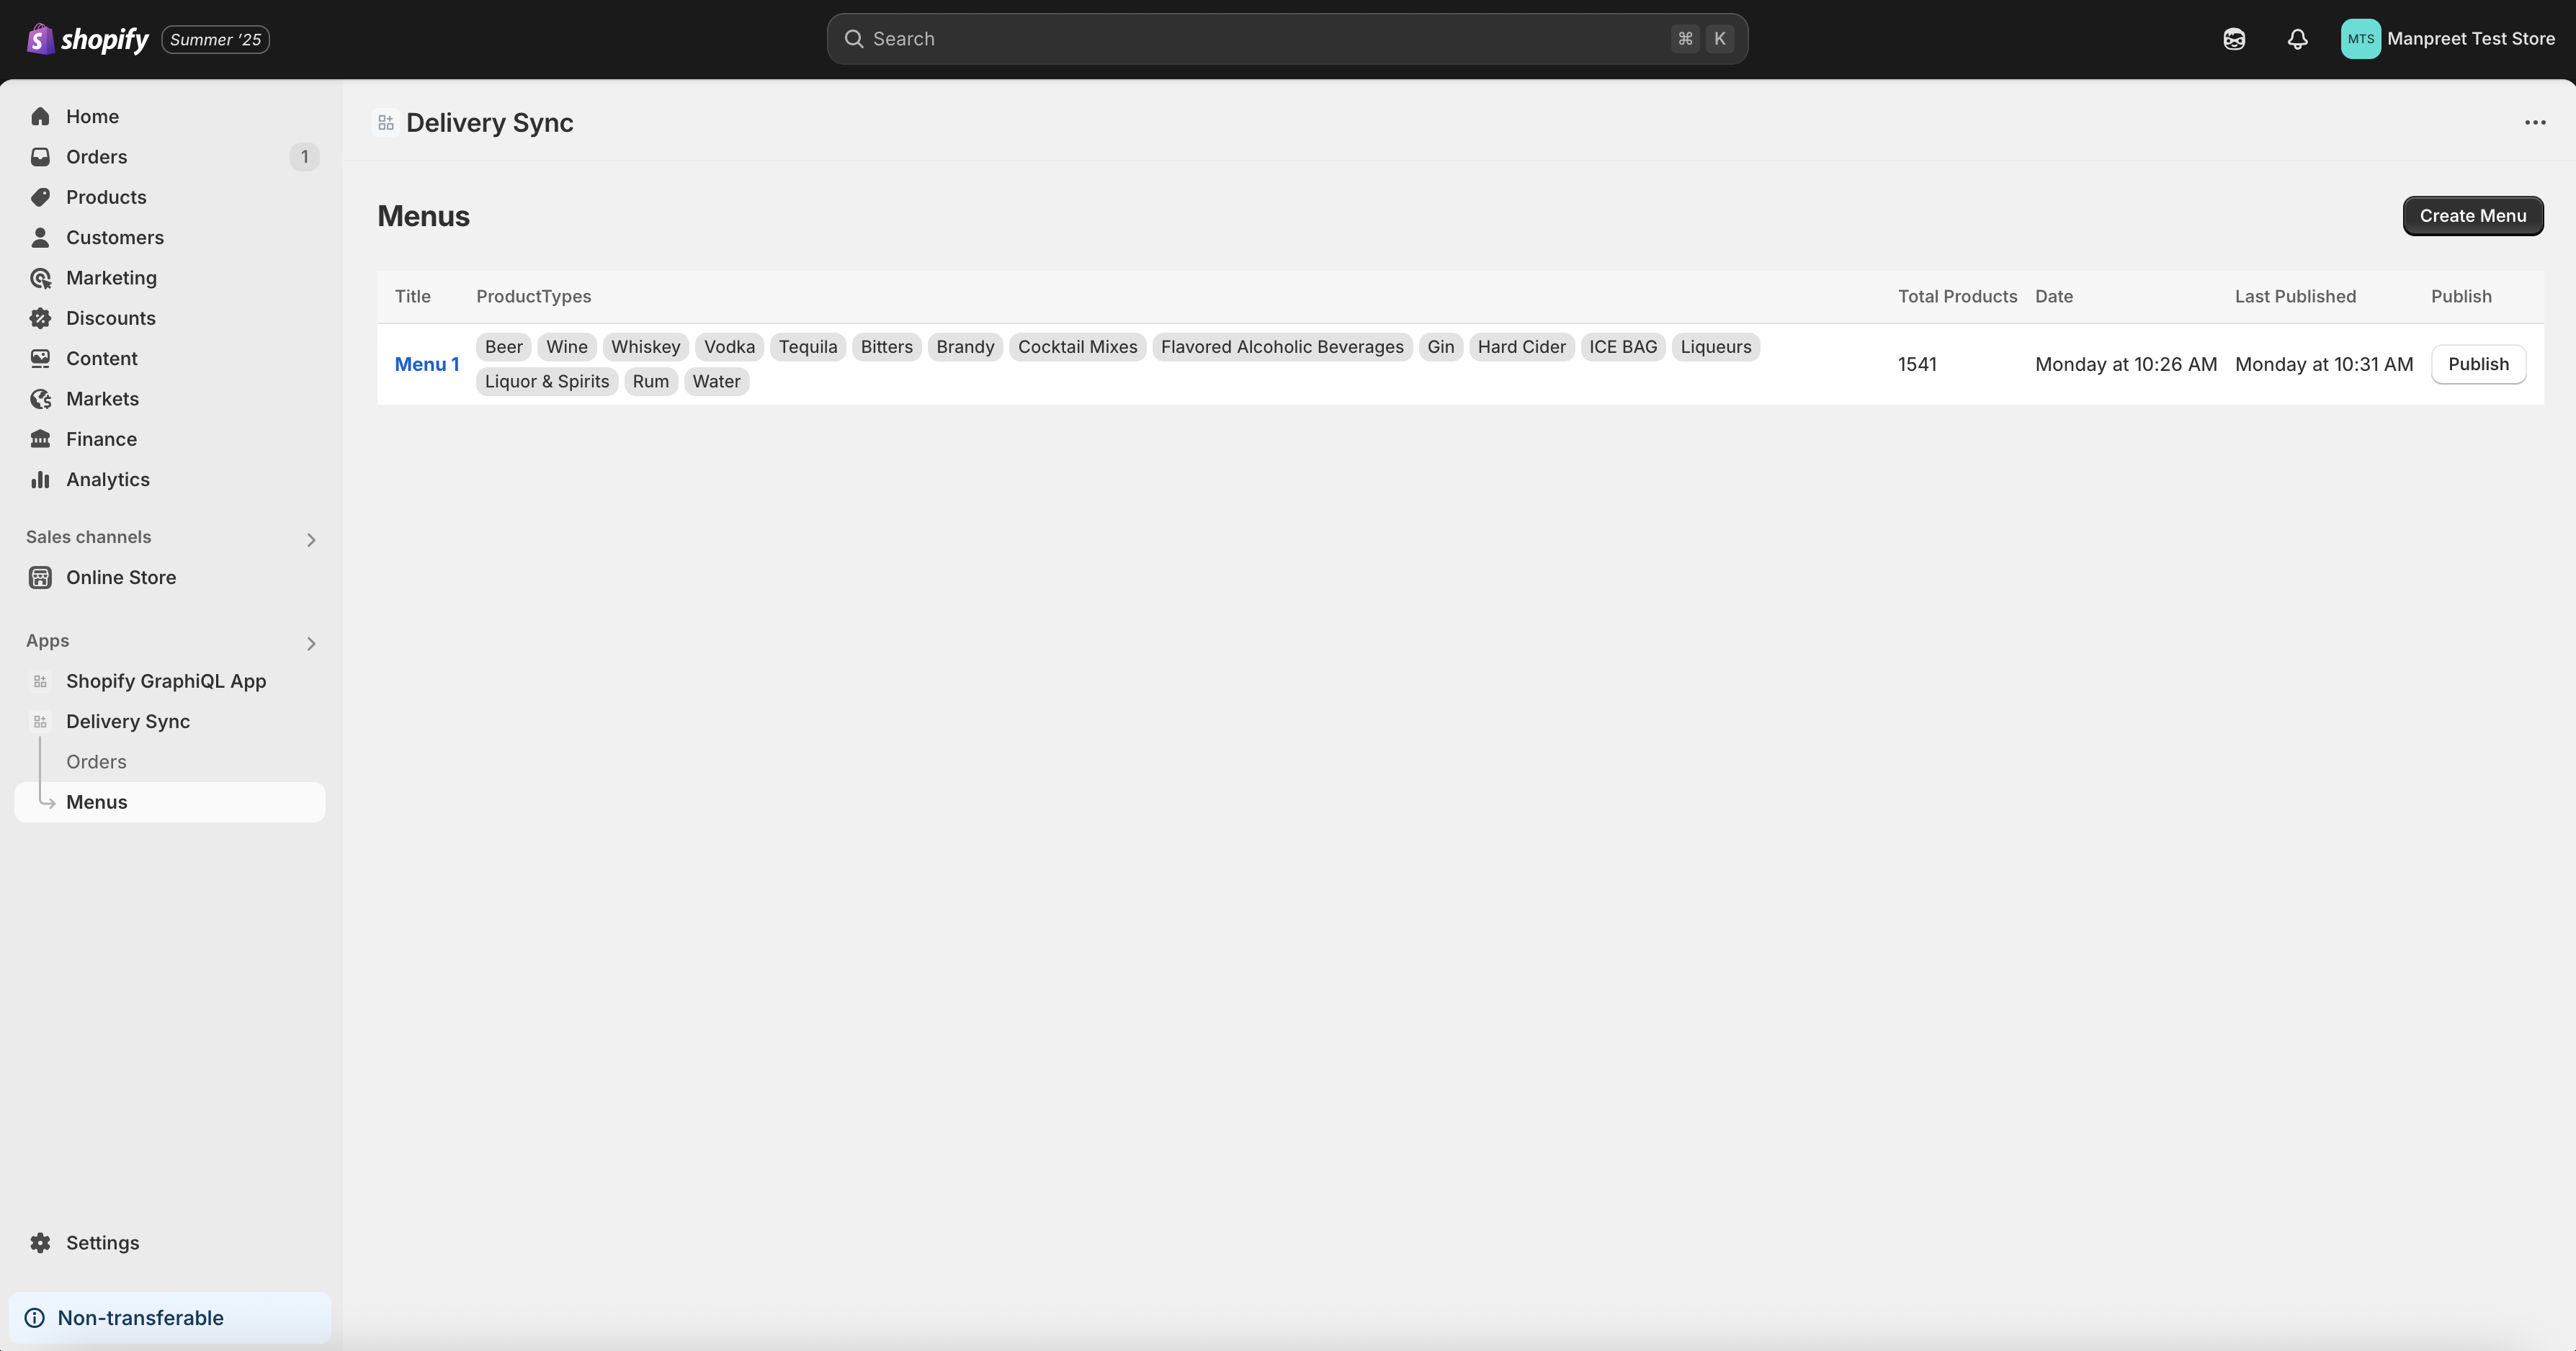 shopify Summer '25
Search ⌘ K
MTS Manpreet Test Store
Home
Orders 1
Products
Customers
Marketing
Discounts
Content
Markets
Finance
Analytics
Sales channels
Online Store
Apps
Shopify GraphiQL App
Delivery Sync
Orders
Menus
Settings
Non-transferable
Delivery Sync
Menus
Create Menu
Title ProductTypes Total Products Date Last Published Publish
Menu 1 Beer Wine Whiskey Vodka Tequila Bitters Brandy Cocktail Mixes Flavored Alcoholic Beverages Gin Hard Cider ICE BAG Liqueurs
Liquor & Spirits Rum Water
1541 Monday at 10:26 AM Monday at 10:31 AM Publish